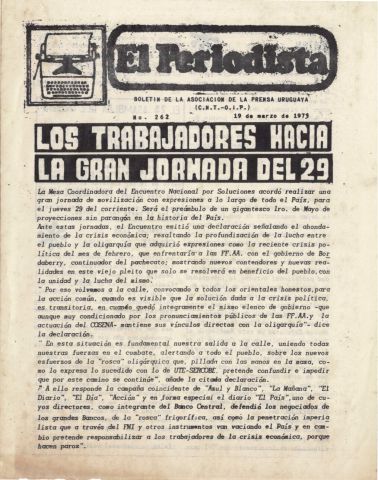 El Periodista
BOLETIN DE LA ASOCIACION DE LA PRENSA URUGUAYA
(C.N.T.-O.I.P.)
No. 262 19 de marzo de 1973
LOS TRABAJADORES HACIA
LA GRAN JORNADA DEL 29
La Mesa Coordinadora del Encuentro Nacional por Soluciones acordó realizar una
gran jornada de movilización con expresiones a lo largo de todo el País, para
el jueves 29 del corriente. Será el preámbulo de un gigantesco 1ro. de Mayo de
proyecciones sin parangón en la historia del País.
Ante estas jornadas, el Encuentro emitió una declaración señalando el ahonda-
miento de la crisis económica; resaltando la profundización de la lucha entre
el pueblo y la oligarquía que adquirió expresiones como la reciente crisis po-
lítica del mes de febrero, que enfrentaría a las FF.AA. con el gobierno de Bor
daberry, continuador del pachecato; mostrando nuevos contendores y nuevas rea-
lidades en este viejo pleito que solo se resolverá en beneficio del pueblo, con
la unidad y la lucha del mismo.
" Por eso volvemos a la calle, convocando a todos los orientales honestos, para
la acción común, cuando es visible que la solución dada a la crisis política,
es transitoria, en cuanto quedó íntegramente el mismo elenco de gobierno -que
aunque muy condicionado por los pronunciamientos públicos de las FF.AA. y la
actuación del COSENA- mantiene sus vínculos directas con la oligarquía"- dice
la declaración.
" En esta situación es fundamental nuestra salida a la calle, uniendo todas
nuestras fuerzas en el combate, alertando a todo el pueblo, sobre los nuevos
esfuerzos de la "rosca" oligárquica que, pillada con las manos en la masa, co-
mo lo expresa lo sucedido con lo de UTE-SERCOBE, pretende confundir e impedir
que por este camino se continúe", añade la citada declaración.
" A ello responde la campaña coincidente de "Azul y Blanco", "La Mañana", "El
Diario", "El Día", "Acción" y en forma especial el diario "El País", uno de cu
yos directores, como integrante del Banco Central, defendió los negociados de
los grandes Bancos, de la "rosca" frigorífica, así como la penetración imperia
lista que a través del FMI y otros instrumentos van vaciando el País y en cam-
bio pretende responsabilizar a los trabajadores de la crisis económica, porque
hacen paros".